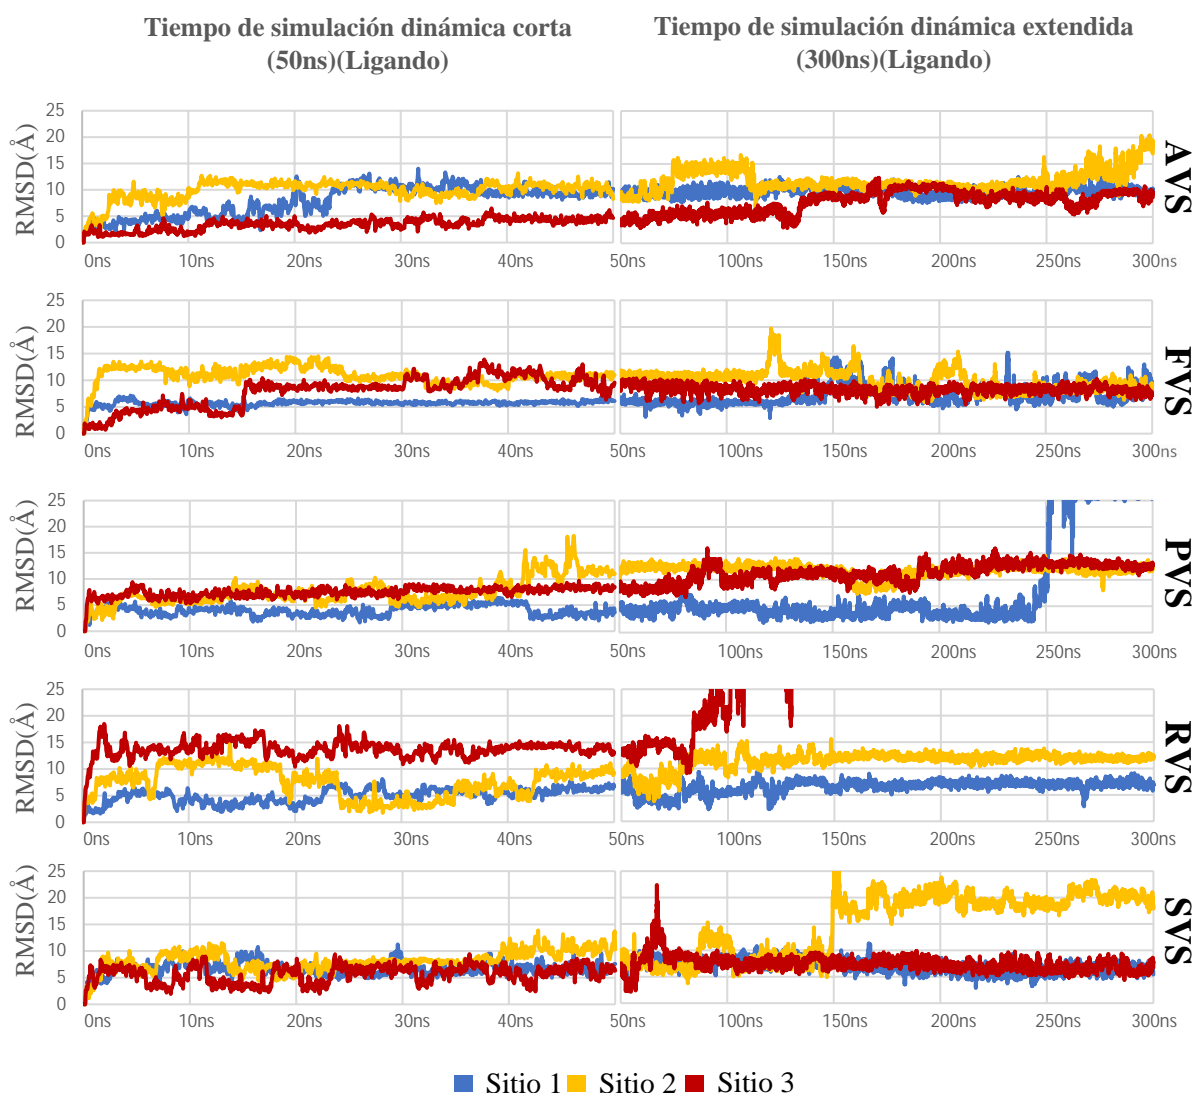 Tiempo de simulación dinámica corta
(50ns)(Ligando)
Tiempo de simulación dinámica extendida
(300ns)(Ligando)
RMSD(Å)
25
20
15
10
5
0
0ns 10ns 20ns 30ns 40ns 50ns 100ns 150ns 200ns 250ns 300ns
AVS
RMSD(Å)
25
20
15
10
5
0
0ns 10ns 20ns 30ns 40ns 50ns 100ns 150ns 200ns 250ns 300ns
FVS
RMSD(Å)
25
20
15
10
5
0
0ns 10ns 20ns 30ns 40ns 50ns 100ns 150ns 200ns 250ns 300ns
PVS
RMSD(Å)
25
20
15
10
5
0
0ns 10ns 20ns 30ns 40ns 50ns 100ns 150ns 200ns 250ns 300ns
RVS
RMSD(Å)
25
20
15
10
5
0
0ns 10ns 20ns 30ns 40ns 50ns 100ns 150ns 200ns 250ns 300ns
SVS
Sitio 1 Sitio 2 Sitio 3